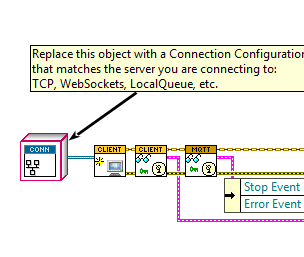 Replace this object with a Connection Configuration
that matches the server you are connecting to:
TCP, WebSockets, LocalQueue, etc.
CONN
CLIENT
CLIENT
MQTT
Stop Event
Error Event